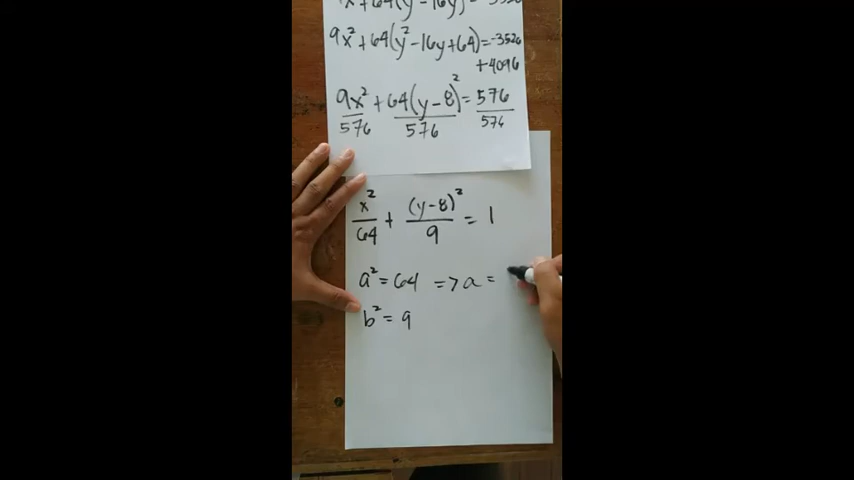 9x² + 64(y² - 16y + 64) = -3520
+ 4096
9x²/576 + 64(y - 8)²/576 = 576/576
x²/64 + (y - 8)²/9 = 1
a² = 64 => a =
b² = 9